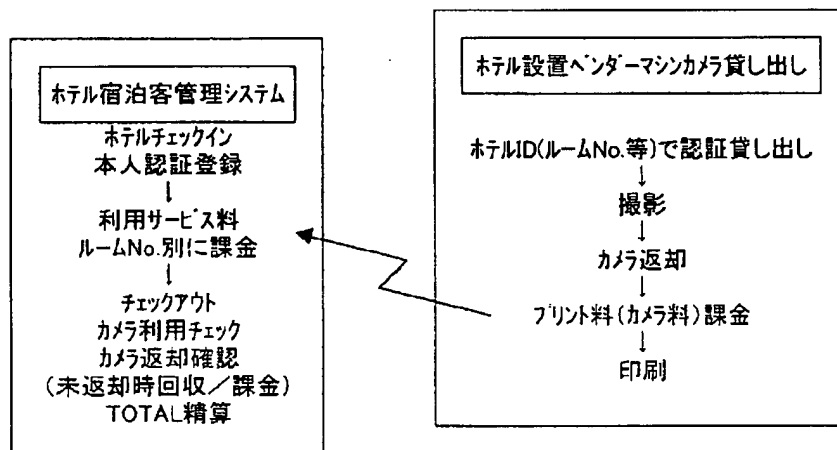 ホテル宿泊客管理システム
ホテルチェックイン
本人認証登録
↓
利用サービス料
ルームNo.別に課金
↓
チェックアウト
カメラ利用チェック
カメラ返却確認
(未返却時回収／課金)
TOTAL精算
ホテル設置ベンダーマシンカメラ貸し出し
ホテルID(ルームNo.等)で認証貸し出し
↓
撮影
↓
カメラ返却
↓
プリント料(カメラ料)課金
↓
印刷